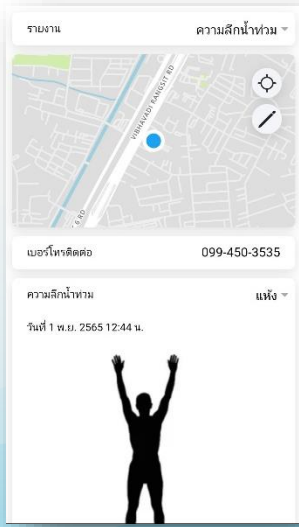 รายงาน ความลึกน้ำท่วม
VIBHAVADI RANGSIT RD
S 6 RD
เบอร์โทรติดต่อ 099-450-3535
ความลึกน้ำท่วม แห้ง
วันที่ 1 พ.ย. 2565 12:44 น.